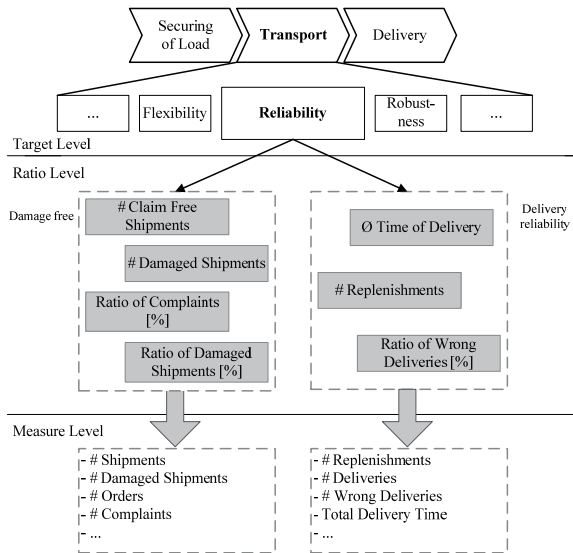 Securing
of Load
Transport
Delivery
...
Flexibility
Reliability
Robust-
ness
...
Target Level
Ratio Level
Damage free
# Claim Free
Shipments
# Damaged Shipments
Ratio of Complaints
[%]
Ratio of Damaged
Shipments [%]
Delivery
reliability
Ø Time of Delivery
# Replenishments
Ratio of Wrong
Deliveries [%]
Measure Level
- # Shipments
- # Damaged Shipments
- # Orders
- # Complaints
- ...
- # Replenishments
- # Deliveries
- # Wrong Deliveries
- Total Delivery Time
- ...